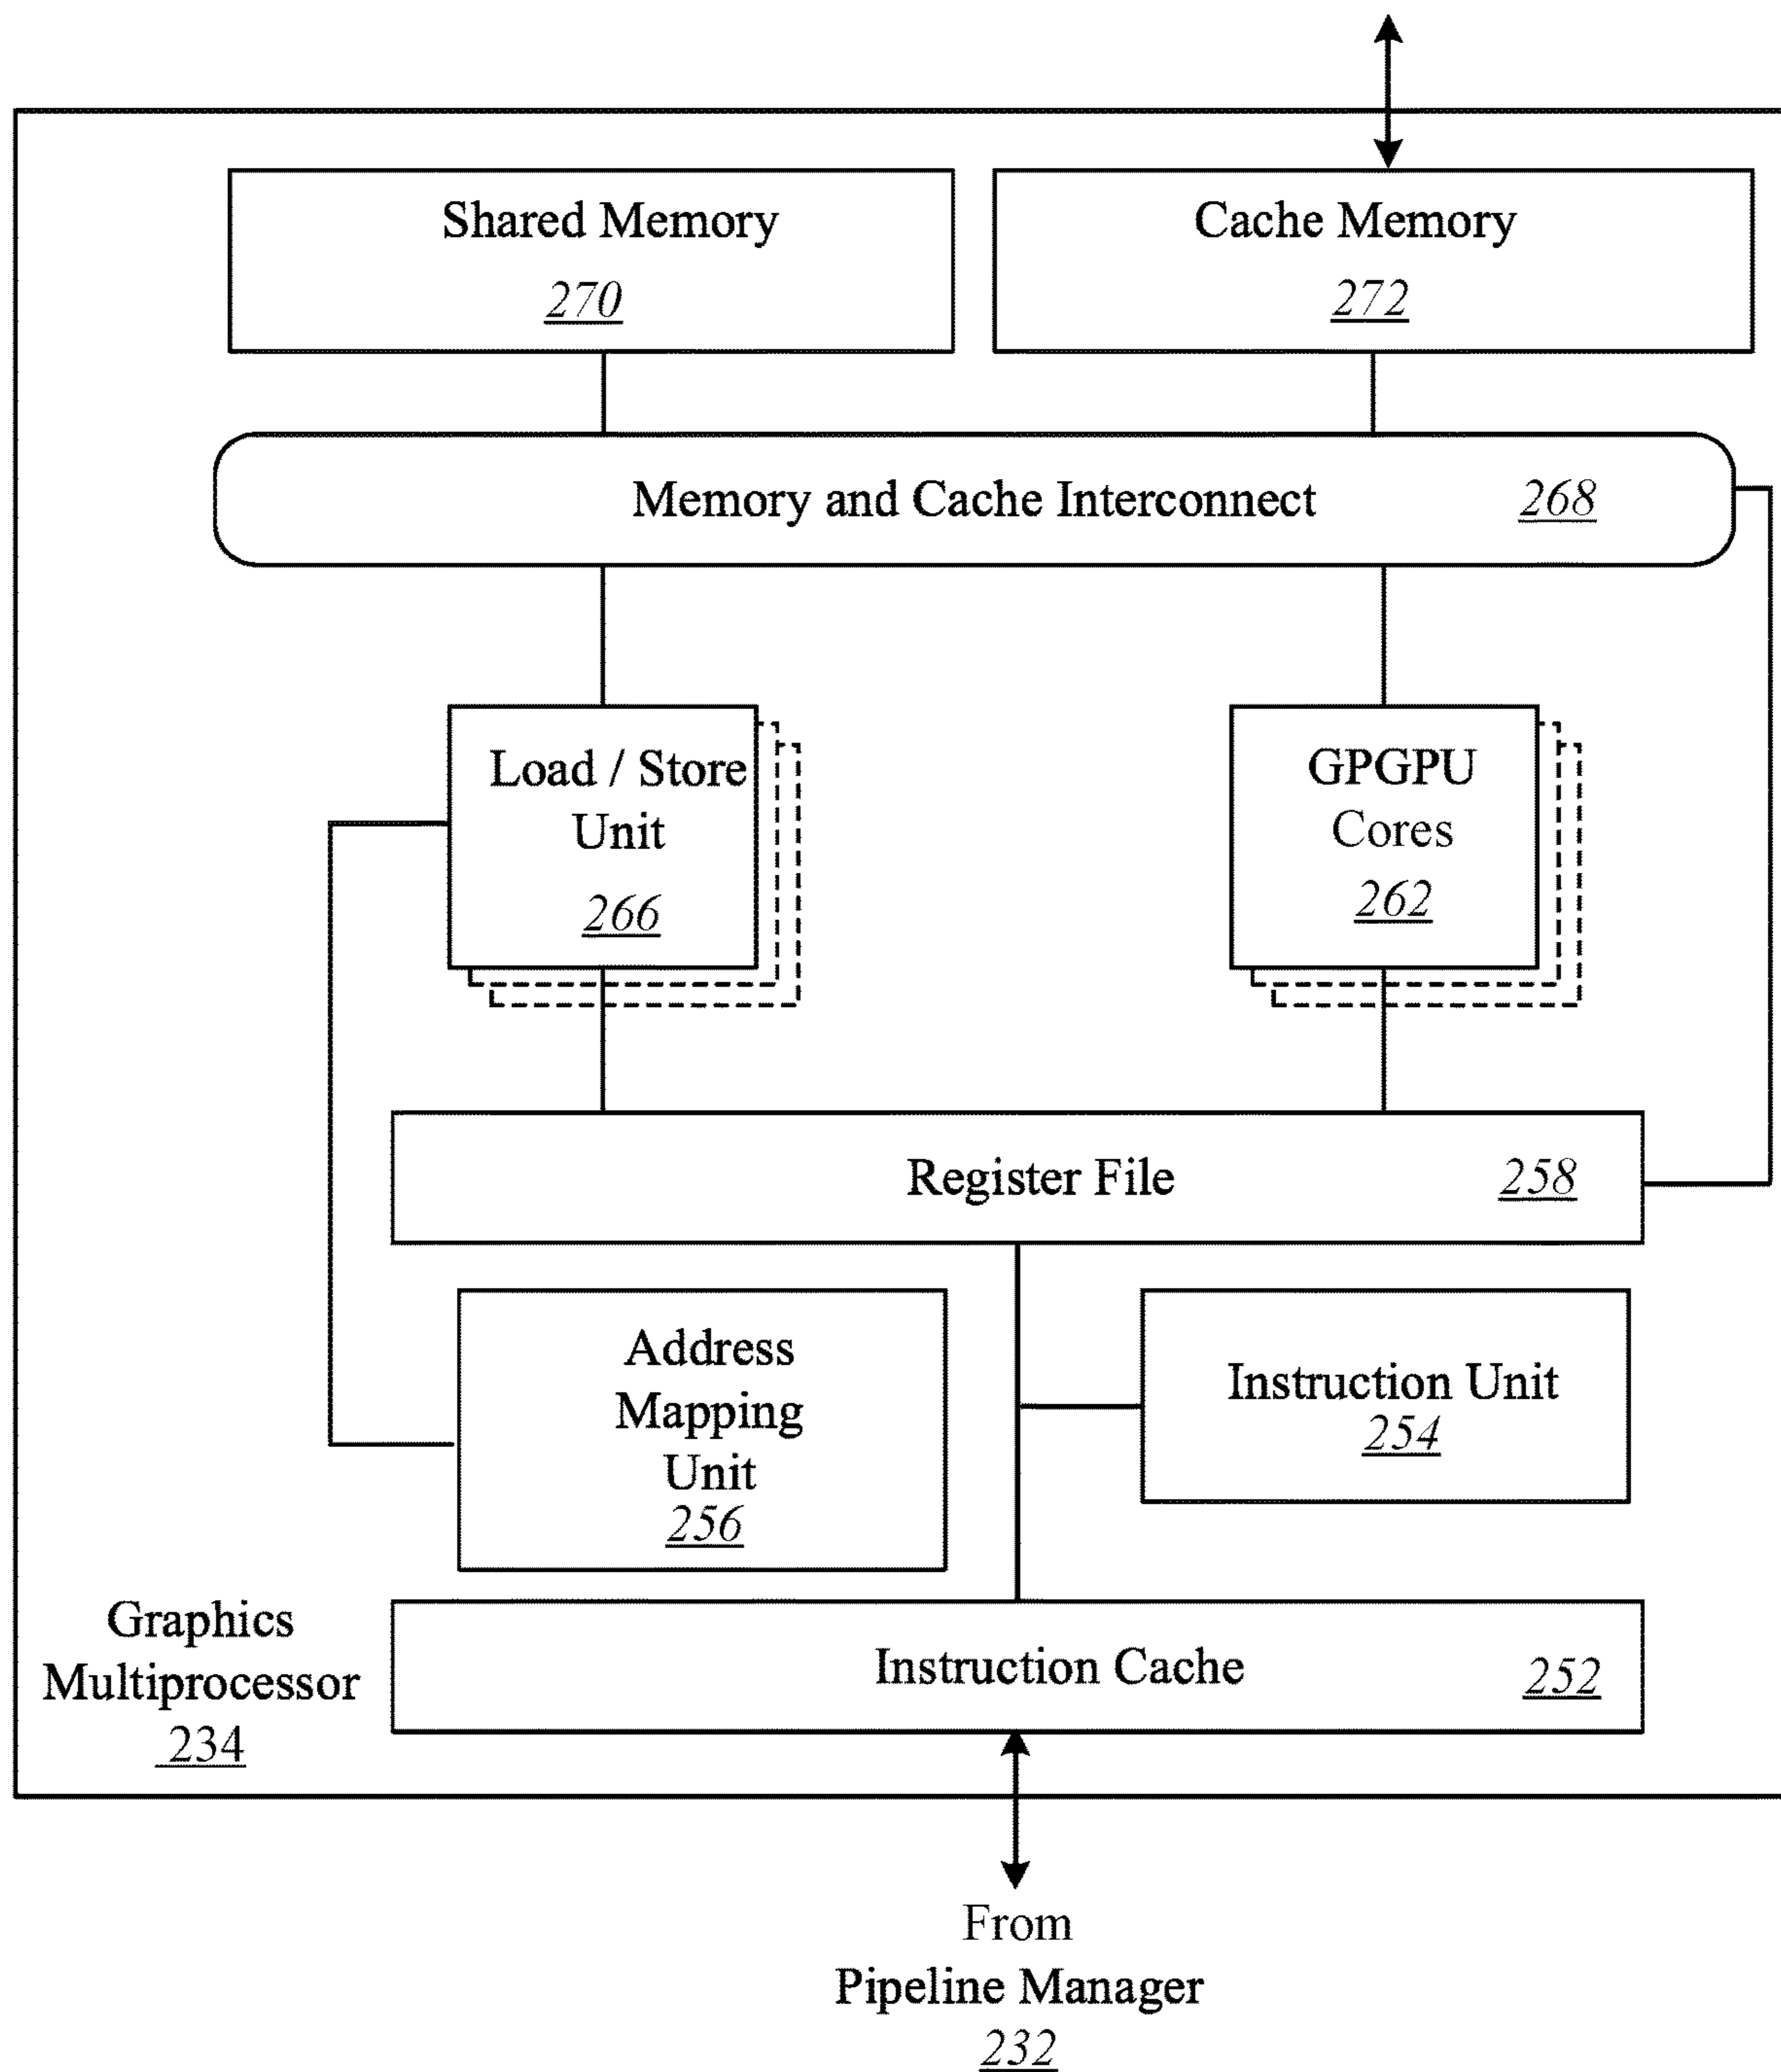 Shared Memory
270
Cache Memory
272
Memory and Cache Interconnect 268
Load / Store
Unit
266
GPGPU
Cores
262
Register File 258
Address
Mapping
Unit
256
Instruction Unit
254
Graphics
Multiprocessor
234
Instruction Cache 252
From
Pipeline Manager
232